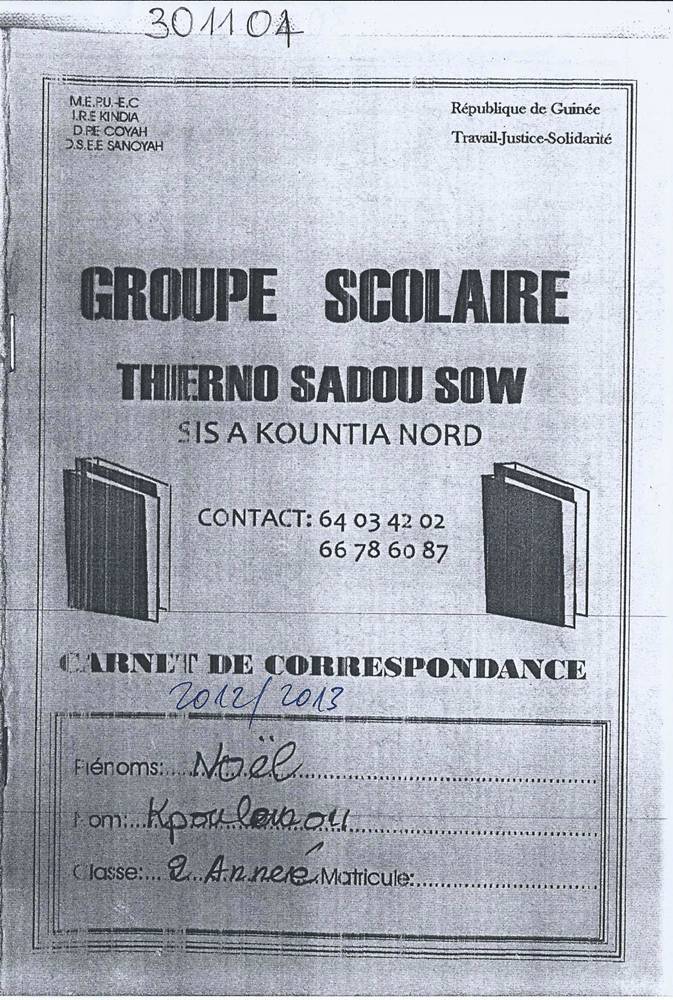 301104
M.E.P.U.-E.C
I.R.E KINDIA
D.P.E COYAH
D.S.E.E SANOYAH
République de Guinée
Travail-Justice-Solidarité
GROUPE SCOLAIRE
THIERNO SADOU SOW
SIS A KOUNTIA NORD
CONTACT: 64 03 42 02
66 78 60 87
CARNET DE CORRESPONDANCE
2012/2013
Prénoms:.....Noël
Nom:...
Classe:...2 Anneé Matricule: